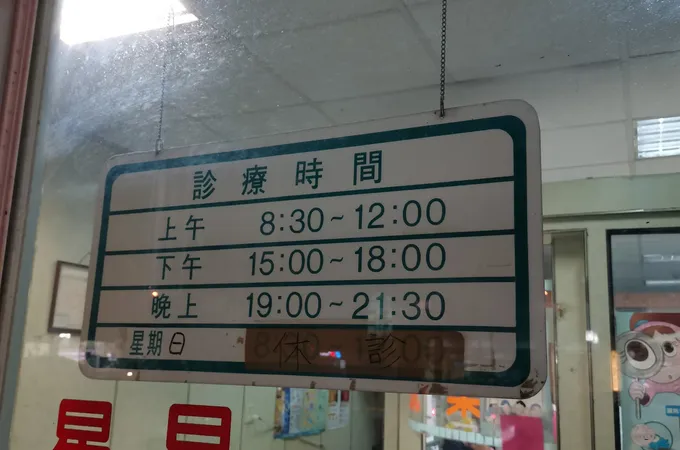 診療時間
上午 8:30~12:00
下午 15:00~18:00
晚上 19:00~21:30
星期日 休診